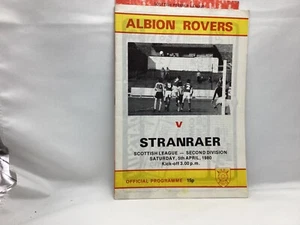 ALBION ROVERS
V
STRANRAER
SCOTTISH LEAGUE — SECOND DIVISION
SATURDAY, 5th APRIL, 1980
Kick-off 3.00 p.m.
OFFICIAL PROGRAMME 15p